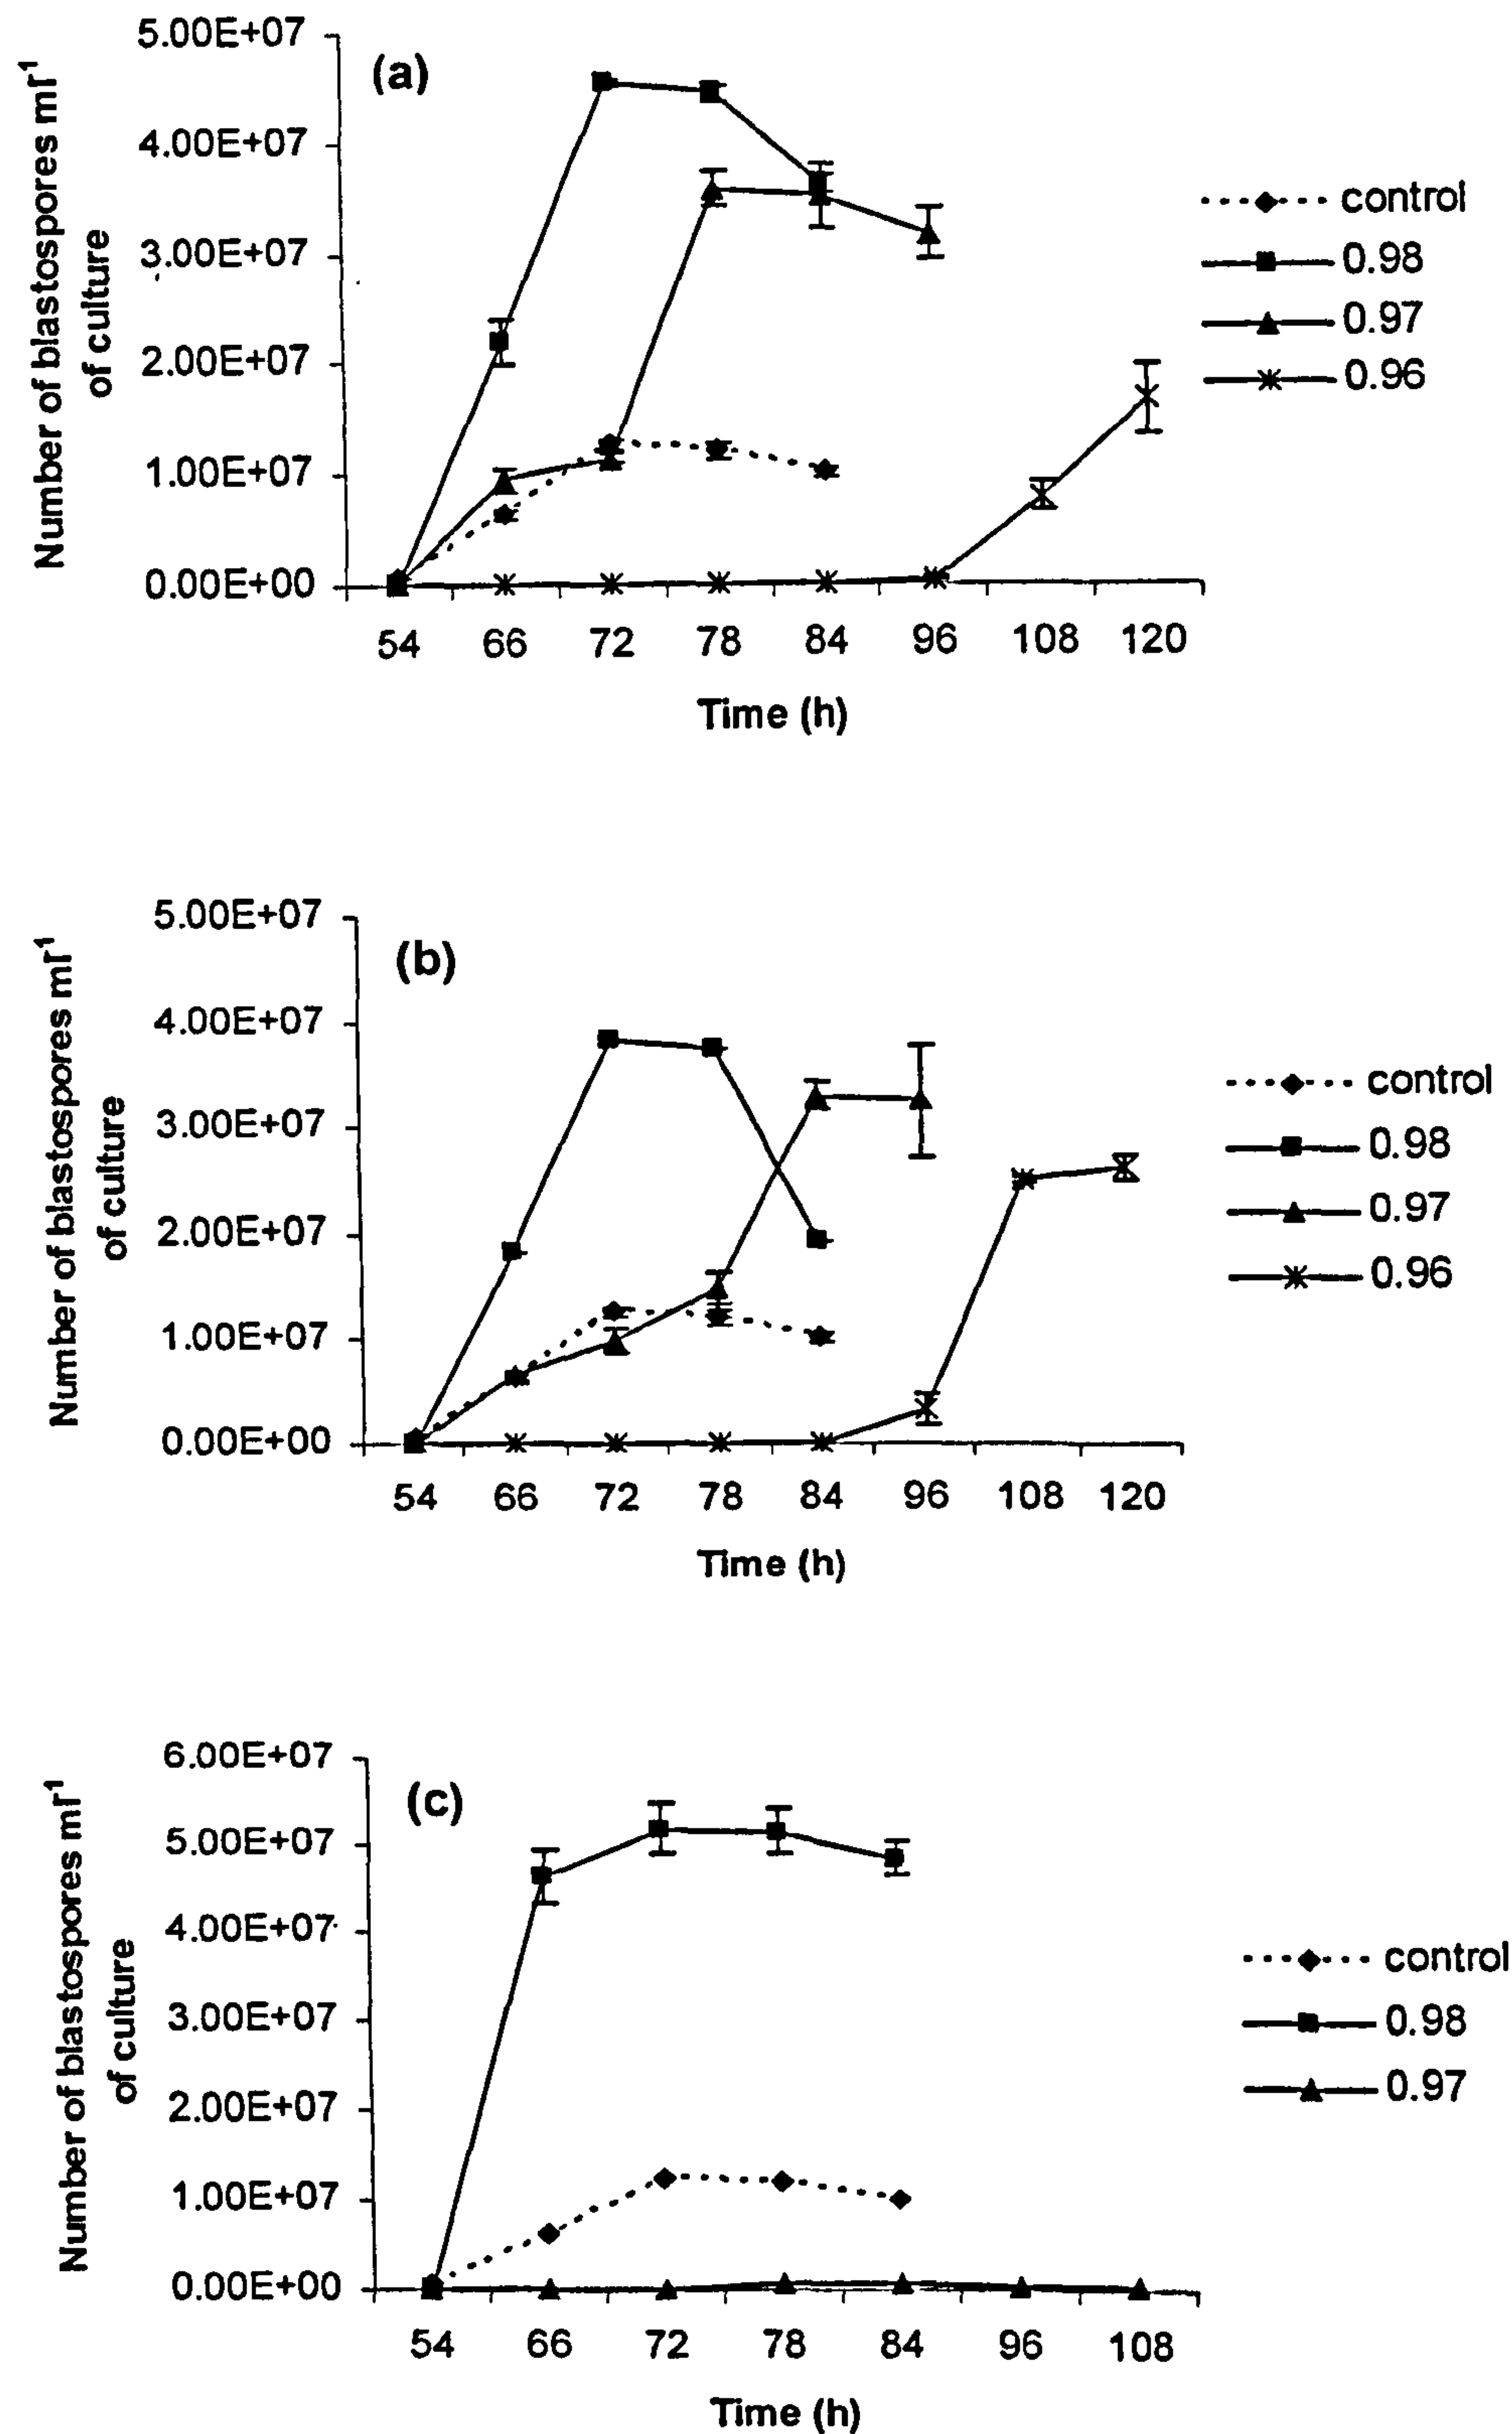 (a)
Number of blastospores ml¹
of culture
5.00E+07
4.00E+07
3.00E+07
2.00E+07
1.00E+07
0.00E+00
54 66 72 78 84 96 108 120
Time (h)
control
0.98
0.97
0.96
(b)
Number of blastospores ml¹
of culture
5.00E+07
4.00E+07
3.00E+07
2.00E+07
1.00E+07
0.00E+00
54 66 72 78 84 96 108 120
Time (h)
control
0.98
0.97
0.96
(c)
Number of blastospores ml¹
of culture
6.00E+07
5.00E+07
4.00E+07
3.00E+07
2.00E+07
1.00E+07
0.00E+00
54 66 72 78 84 96 108
Time (h)
control
0.98
0.97